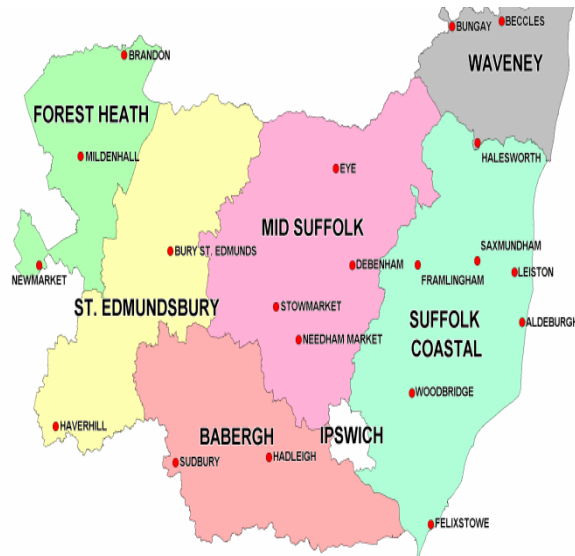 BECCLES
BUNGAY
WAVENEY
BRANDON
FOREST HEATH
MILDENHALL
HALESWORTH
EYE
MID SUFFOLK
BURY ST. EDMUNDS
SAXMUNDHAM
DEBENHAM
FRAMLINGHAM
LEISTON
NEWMARKET
ST. EDMUNDSBURY
STOWMARKET
SUFFOLK
COASTAL
ALDEBURGH
NEEDHAM MARKET
WOODBRIDGE
HAVERHILL
BABERGH
IPSWICH
SUDBURY
HADLEIGH
FELIXSTOWE